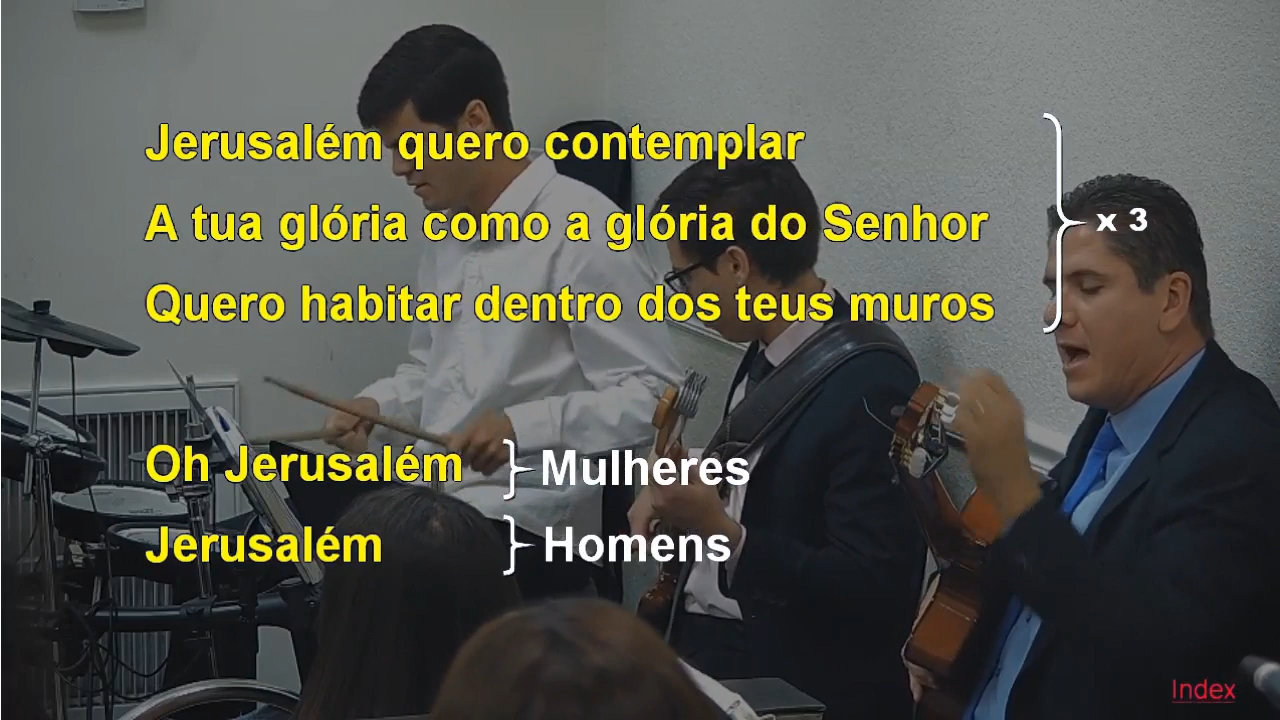 Jerusalém quero contemplar
A tua glória como a glória do Senhor
Quero habitar dentro dos teus muros
x 3
Oh Jerusalém Mulheres
Jerusalém Homens
Index